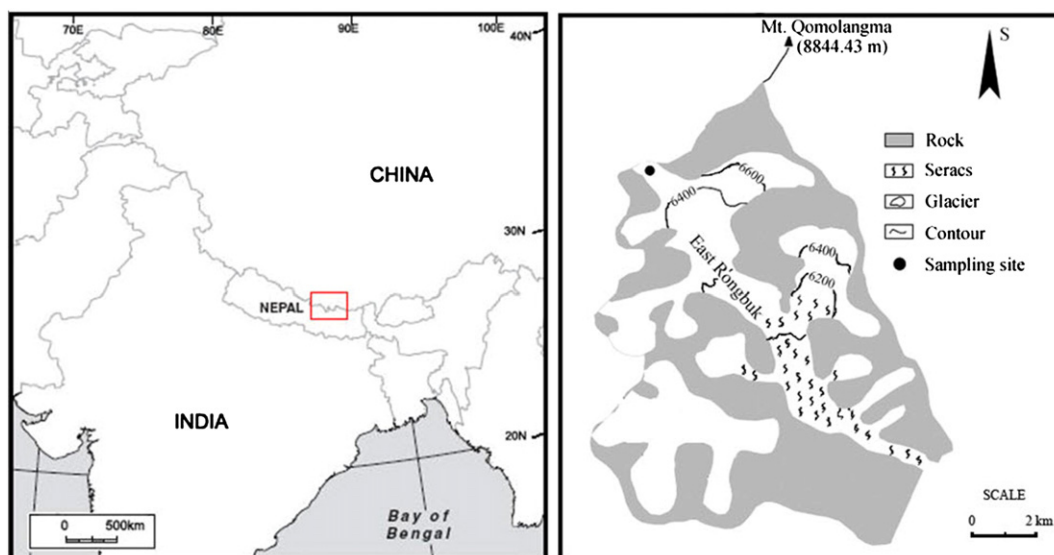 70E
80E
90E
100E
40N
CHINA
30N
NEPAL
INDIA
20N
Bay of
Bengal
0 500km
Mt. Qomolangma
(8844.43 m)
S
Rock
Seracs
Glacier
Contour
Sampling site
6600
6400
East Rongbuk
6400
6200
SCALE
0 2 km